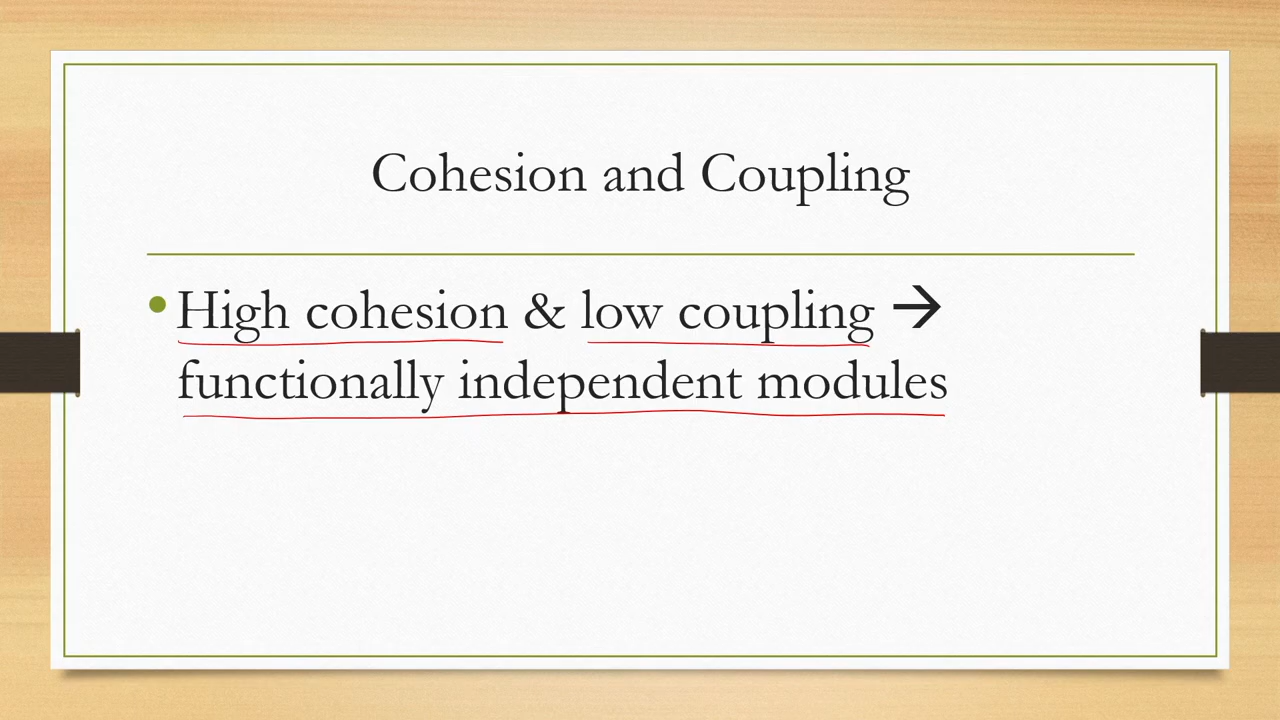 Cohesion and Coupling
• High cohesion & low coupling →
functionally independent modules